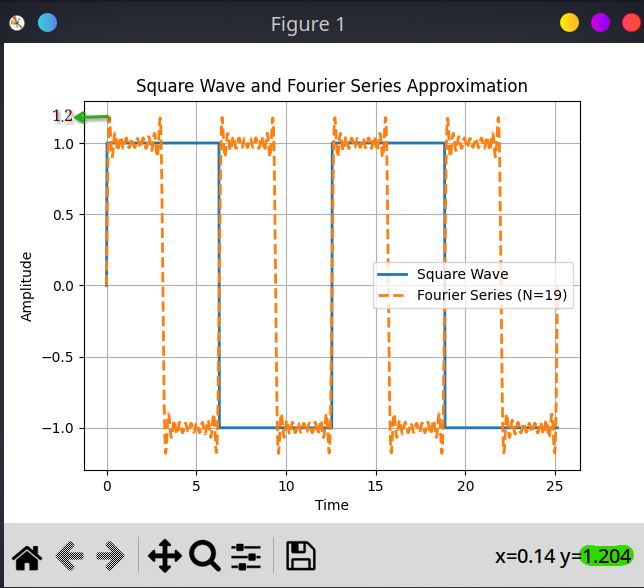 Figure 1
Square Wave and Fourier Series Approximation
1.2
1.0
0.5
0.0
−0.5
−1.0
Amplitude
Square Wave
Fourier Series (N=19)
0
5
10
15
20
25
Time
x=0.14 y=1.204